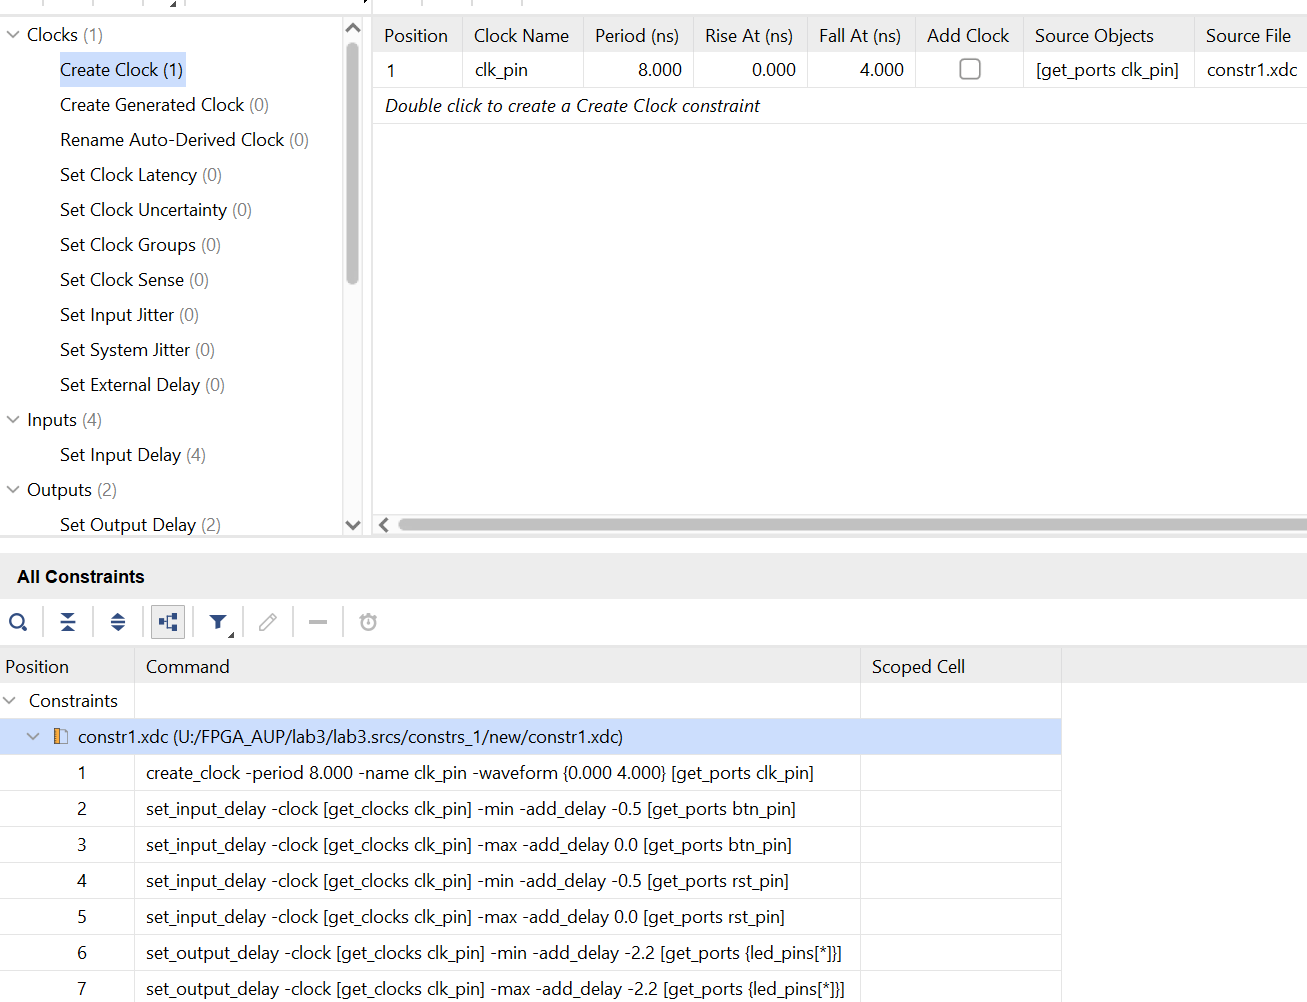 Clocks (1)
Create Clock (1)
Create Generated Clock (0)
Rename Auto-Derived Clock (0)
Set Clock Latency (0)
Set Clock Uncertainty (0)
Set Clock Groups (0)
Set Clock Sense (0)
Set Input Jitter (0)
Set System Jitter (0)
Set External Delay (0)
Inputs (4)
Set Input Delay (4)
Outputs (2)
Set Output Delay (2)
Position Clock Name Period (ns) Rise At (ns) Fall At (ns) Add Clock Source Objects Source File
1 clk_pin 8.000 0.000 4.000 [get_ports clk_pin] constr1.xdc
Double click to create a Create Clock constraint
All Constraints
Position Command Scoped Cell
Constraints
constr1.xdc (U:/FPGA_AUP/lab3/lab3.srcs/constrs_1/new/constr1.xdc)
1 create_clock -period 8.000 -name clk_pin -waveform {0.000 4.000} [get_ports clk_pin]
2 set_input_delay -clock [get_clocks clk_pin] -min -add_delay -0.5 [get_ports btn_pin]
3 set_input_delay -clock [get_clocks clk_pin] -max -add_delay 0.0 [get_ports btn_pin]
4 set_input_delay -clock [get_clocks clk_pin] -min -add_delay -0.5 [get_ports rst_pin]
5 set_input_delay -clock [get_clocks clk_pin] -max -add_delay 0.0 [get_ports rst_pin]
6 set_output_delay -clock [get_clocks clk_pin] -min -add_delay -2.2 [get_ports {led_pins[*]}]
7 set_output_delay -clock [get_clocks clk_pin] -max -add_delay -2.2 [get_ports {led_pins[*]}]